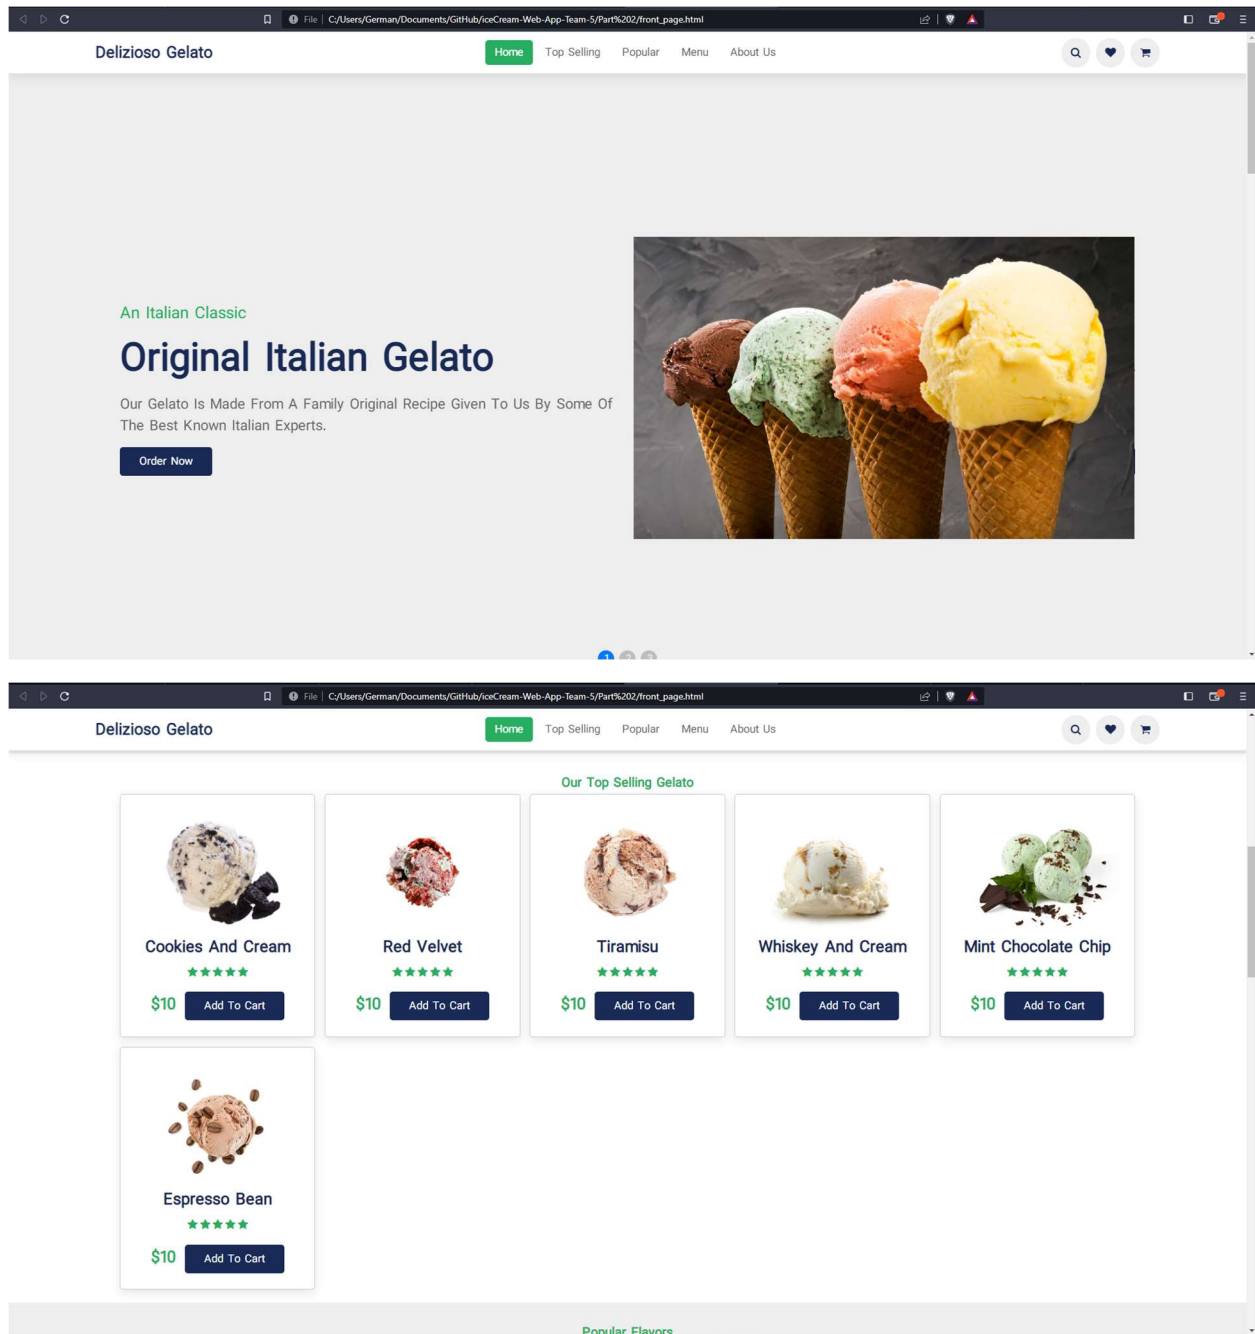 File C:/Users/German/Documents/GitHub/iceCream-Web-App-Team-5/Part%202/front_page.html
Delizioso Gelato Home Top Selling Popular Menu About Us
An Italian Classic
Original Italian Gelato
Our Gelato Is Made From A Family Original Recipe Given To Us By Some Of
The Best Known Italian Experts.
Order Now
1 2 3
File C:/Users/German/Documents/GitHub/iceCream-Web-App-Team-5/Part%202/front_page.html
Delizioso Gelato Home Top Selling Popular Menu About Us
Our Top Selling Gelato
Cookies And Cream Red Velvet Tiramisu Whiskey And Cream Mint Chocolate Chip
$10 Add To Cart $10 Add To Cart $10 Add To Cart $10 Add To Cart $10 Add To Cart
Espresso Bean
$10 Add To Cart
Popular Flavors